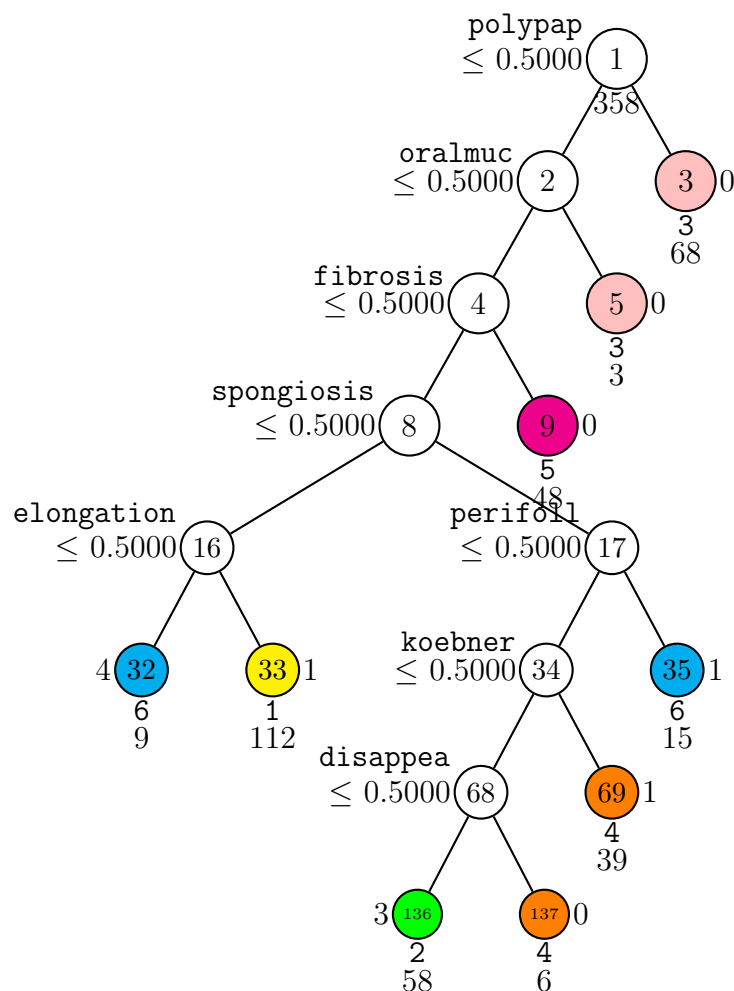 polypap
≤ 0.5000 1
358
oralmuc
≤ 0.5000 2
3 0
3
68
fibrosis
≤ 0.5000 4
5 0
3
3
spongiosis
≤ 0.5000 8
9 0
5
48
elongation
≤ 0.5000 16
perifoll
≤ 0.5000 17
4 32
6
9
33 1
1
112
koebner
≤ 0.5000 34
35 1
6
15
disappea
≤ 0.5000 68
69 1
4
39
3 136
2
58
137 0
4
6